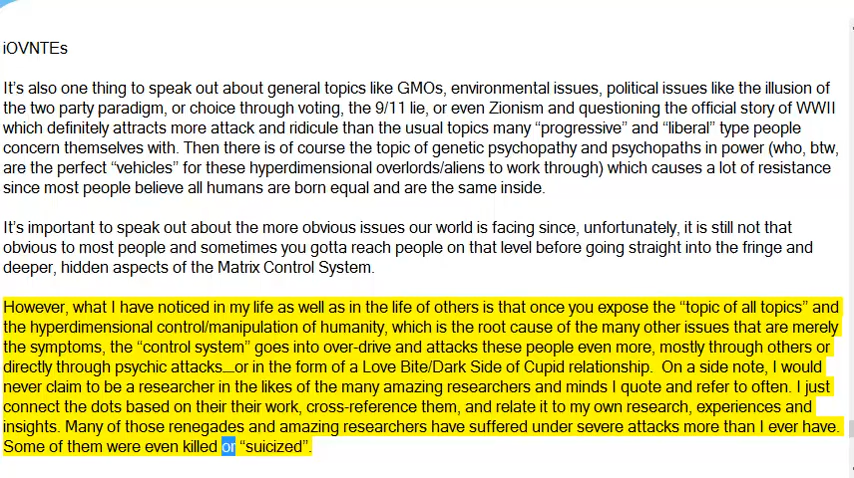 iOVNTEs
It’s also one thing to speak out about general topics like GMOs, environmental issues, political issues like the illusion of
the two party paradigm, or choice through voting, the 9/11 lie, or even Zionism and questioning the official story of WWII
which definitely attracts more attack and ridicule than the usual topics many “progressive” and “liberal” type people
concern themselves with. Then there is of course the topic of genetic psychopathy and psychopaths in power (who, btw,
are the perfect “vehicles” for these hyperdimensional overlords/aliens to work through) which causes a lot of resistance
since most people believe all humans are born equal and are the same inside.
It’s important to speak out about the more obvious issues our world is facing since, unfortunately, it is still not that
obvious to most people and sometimes you gotta reach people on that level before going straight into the fringe and
deeper, hidden aspects of the Matrix Control System.
However, what I have noticed in my life as well as in the life of others is that once you expose the “topic of all topics” and
the hyperdimensional control/manipulation of humanity, which is the root cause of the many other issues that are merely
the symptoms, the “control system” goes into over-drive and attacks these people even more, mostly through others or
directly through psychic attacks…or in the form of a Love Bite/Dark Side of Cupid relationship.  On a side note, I would
never claim to be a researcher in the likes of the many amazing researchers and minds I quote and refer to often. I just
connect the dots based on their their work, cross-reference them, and relate it to my own research, experiences and
insights. Many of those renegades and amazing researchers have suffered under severe attacks more than I ever have.
Some of them were even killed or “suicized”.